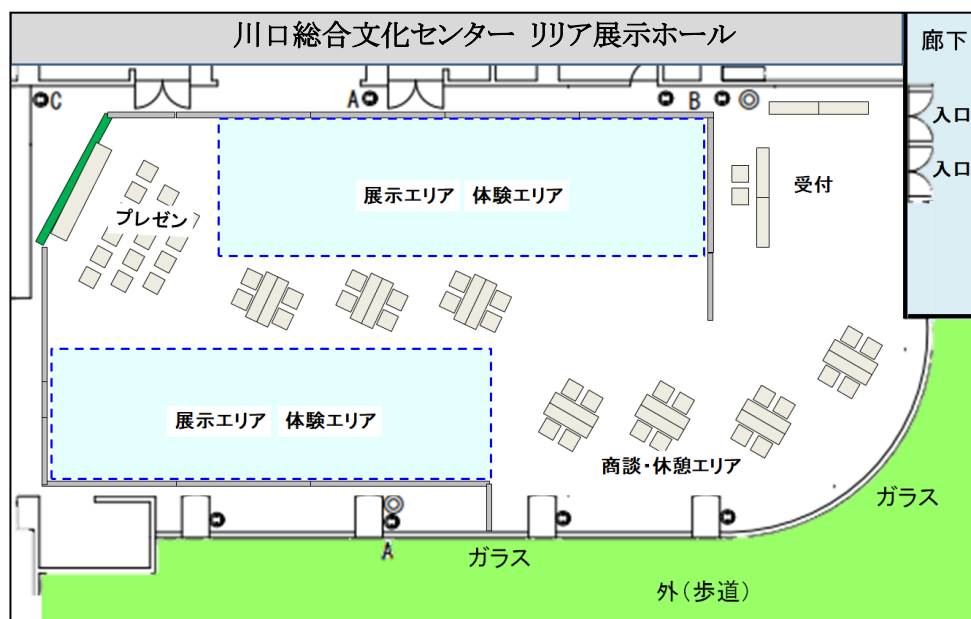 川口総合文化センター リリア展示ホール
廊下
C
A
B
入口
入口
展示エリア 体験エリア
受付
プレゼン
展示エリア 体験エリア
商談・休憩エリア
ガラス
A
ガラス
外(歩道)